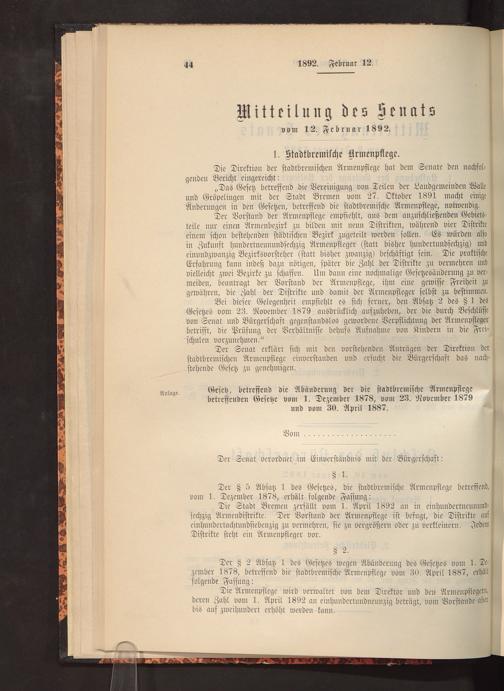 44
1892. Februar 12.
Mitteilung des Senats
vom 12. Februar 1892.
1. Stadtbremische Armenpflege.
Die Direktion der stadtbremischen Armenpflege hat dem Senate den nachfol-
genden Bericht eingereicht:
„Das Gesetz betreffend die Vereinigung von Teilen der Landgemeinden Walle
und Gröpelingen mit der Stadt Bremen vom 27. Oktober 1891 macht einige
Änderungen in den Gesetzen, betreffend die stadtbremische Armenpflege, notwendig.
Der Vorstand der Armenpflege empfiehlt, aus dem anzuschließenden Gebiets-
teile nur einen Armenbezirk zu bilden mit neun Distrikten, während vier Distrikte
einem schon bestehenden städtischen Bezirk zugeteilt werden sollen. Es würden also
in Zukunft hundertneunundsechzig Armenpfleger (statt bisher hundertundsechzig) und
einundzwanzig Bezirksvorsteher (statt bisher zwanzig) beschäftigt sein. Die praktische
Erfahrung kann indeß dazu nötigen, später die Zahl der Distrikte zu vermehren und
vielleicht zwei Bezirke zu schaffen. Um dann eine nochmalige Gesetzesänderung zu ver-
meiden, beantragt der Vorstand der Armenpflege, ihm eine gewisse Freiheit zu
gewähren, die Zahl der Distrikte und damit der Armenpfleger selbst zu bestimmen.
Bei dieser Gelegenheit empfiehlt es sich ferner, den Absatz 2 des § 1 des
Gesetzes vom 23. November 1879 ausdrücklich aufzuheben, der die durch Beschlüsse
von Senat und Bürgerschaft gegenstandslos gewordene Verpflichtung der Armenpfleger
betrifft, die Prüfung der Verhältnisse behufs Aufnahme von Kindern in die Frei-
schulen vorzunehmen.“
Der Senat erklärt sich mit den vorstehenden Anträgen der Direktion der
stadtbremischen Armenpflege einverstanden und ersucht die Bürgerschaft das nach-
stehende Gesetz zu genehmigen.
Anlage.
Gesetz, betreffend die Abänderung der die stadtbremische Armenpflege
betreffenden Gesetze vom 1. Dezember 1878, vom 23. November 1879
und vom 30. April 1887.
Vom ....................
Der Senat verordnet im Einverständnis mit der Bürgerschaft:
§ 1.
Der § 5 Absatz 1 des Gesetzes, die stadtbremische Armenpflege betreffend,
vom 1. Dezember 1878, erhält folgende Fassung:
Die Stadt Bremen zerfällt vom 1. April 1892 an in einhundertneunund-
sechzig Armendistrikte. Der Vorstand der Armenpflege ist befugt, die Distrikte auf
einhundertachtundsiebenzig zu vermehren, sie zu vergrößern oder zu verkleinern. Jedem
Distrikte steht ein Armenpfleger vor.
§ 2.
Der § 2 Absatz 1 des Gesetzes wegen Abänderung des Gesetzes vom 1. De-
zember 1878, betreffend die stadtbremische Armenpflege vom 30. April 1887, erhält
folgende Fassung:
Die Armenpflege wird verwaltet von dem Direktor und den Armenpflegern,
deren Zahl vom 1. April 1892 an einhundertundneunzig beträgt, vom Vorstande aber
bis auf zweihundert erhöht werden kann.